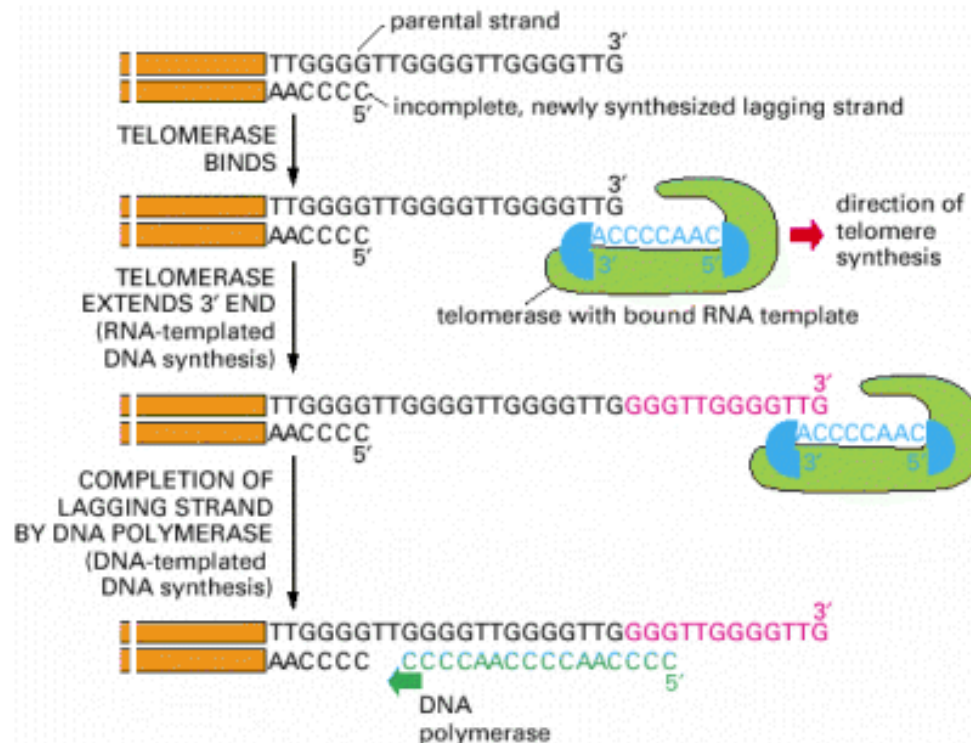 parental strand
3′
TTGGGGTTGGGGTTGGGGTTG
AACCCC
5′
incomplete, newly synthesized lagging strand
TELOMERASE
BINDS
3′
TTGGGGTTGGGGTTGGGGTTG
AACCCC
5′
ACCCCAAC
3′ 5′
direction of
telomere
synthesis
TELOMERASE
EXTENDS 3′ END
(RNA-templated
DNA synthesis)
telomerase with bound RNA template
3′
TTGGGGTTGGGGTTGGGGTTGGGGTTGGGGTTG
AACCCC
5′
ACCCCAAC
3′ 5′
COMPLETION OF
LAGGING STRAND
BY DNA POLYMERASE
(DNA-templated
DNA synthesis)
3′
TTGGGGTTGGGGTTGGGGTTGGGGTTGGGGTTG
AACCCC CCCCAACCCCAACCCC
5′
DNA
polymerase